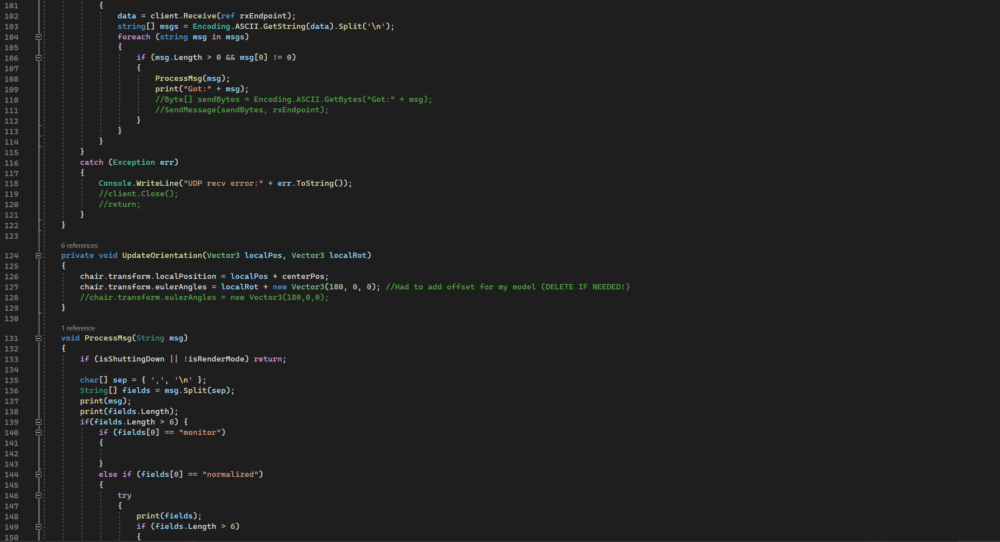 101                 {
102                     data = client.Receive(ref rxEndpoint);
103                     string[] msgs = Encoding.ASCII.GetString(data).Split('\n');
104                     foreach (string msg in msgs)
105                     {
106                         if (msg.Length > 0 && msg[0] != 0)
107                         {
108                             ProcessMsg(msg);
109                             print("Got:" + msg);
110                             //Byte[] sendBytes = Encoding.ASCII.GetBytes("Got:" + msg);
111                             //SendMessage(sendBytes, rxEndpoint);
112                         }
113                     }
114                 }
115             }
116             catch (Exception err)
117             {
118                 Console.WriteLine("UDP recv error:" + err.ToString());
119                 //client.Close();
120                 //return;
121             }
122         }
123
6 references
124         private void UpdateOrientation(Vector3 localPos, Vector3 localRot)
125         {
126             chair.transform.localPosition = localPos + centerPos;
127             chair.transform.eulerAngles = localRot + new Vector3(180, 0, 0); //Had to add offset for my model (DELETE IF NEEDED!)
128             //chair.transform.eulerAngles = new Vector3(180,0,0);
129         }
130
1 reference
131         void ProcessMsg(String msg)
132         {
133             if (isShuttingDown || !isRenderMode) return;
134
135             char[] sep = { ',', '\n' };
136             String[] fields = msg.Split(sep);
137             print(msg);
138             print(fields.Length);
139             if(fields.Length > 6) {
140                 if (fields[0] == "monitor")
141                 {
142
143                 }
144                 else if (fields[0] == "normalized")
145                 {
146                     try
147                     {
148                         print(fields);
149                         if (fields.Length > 6)
150                         {